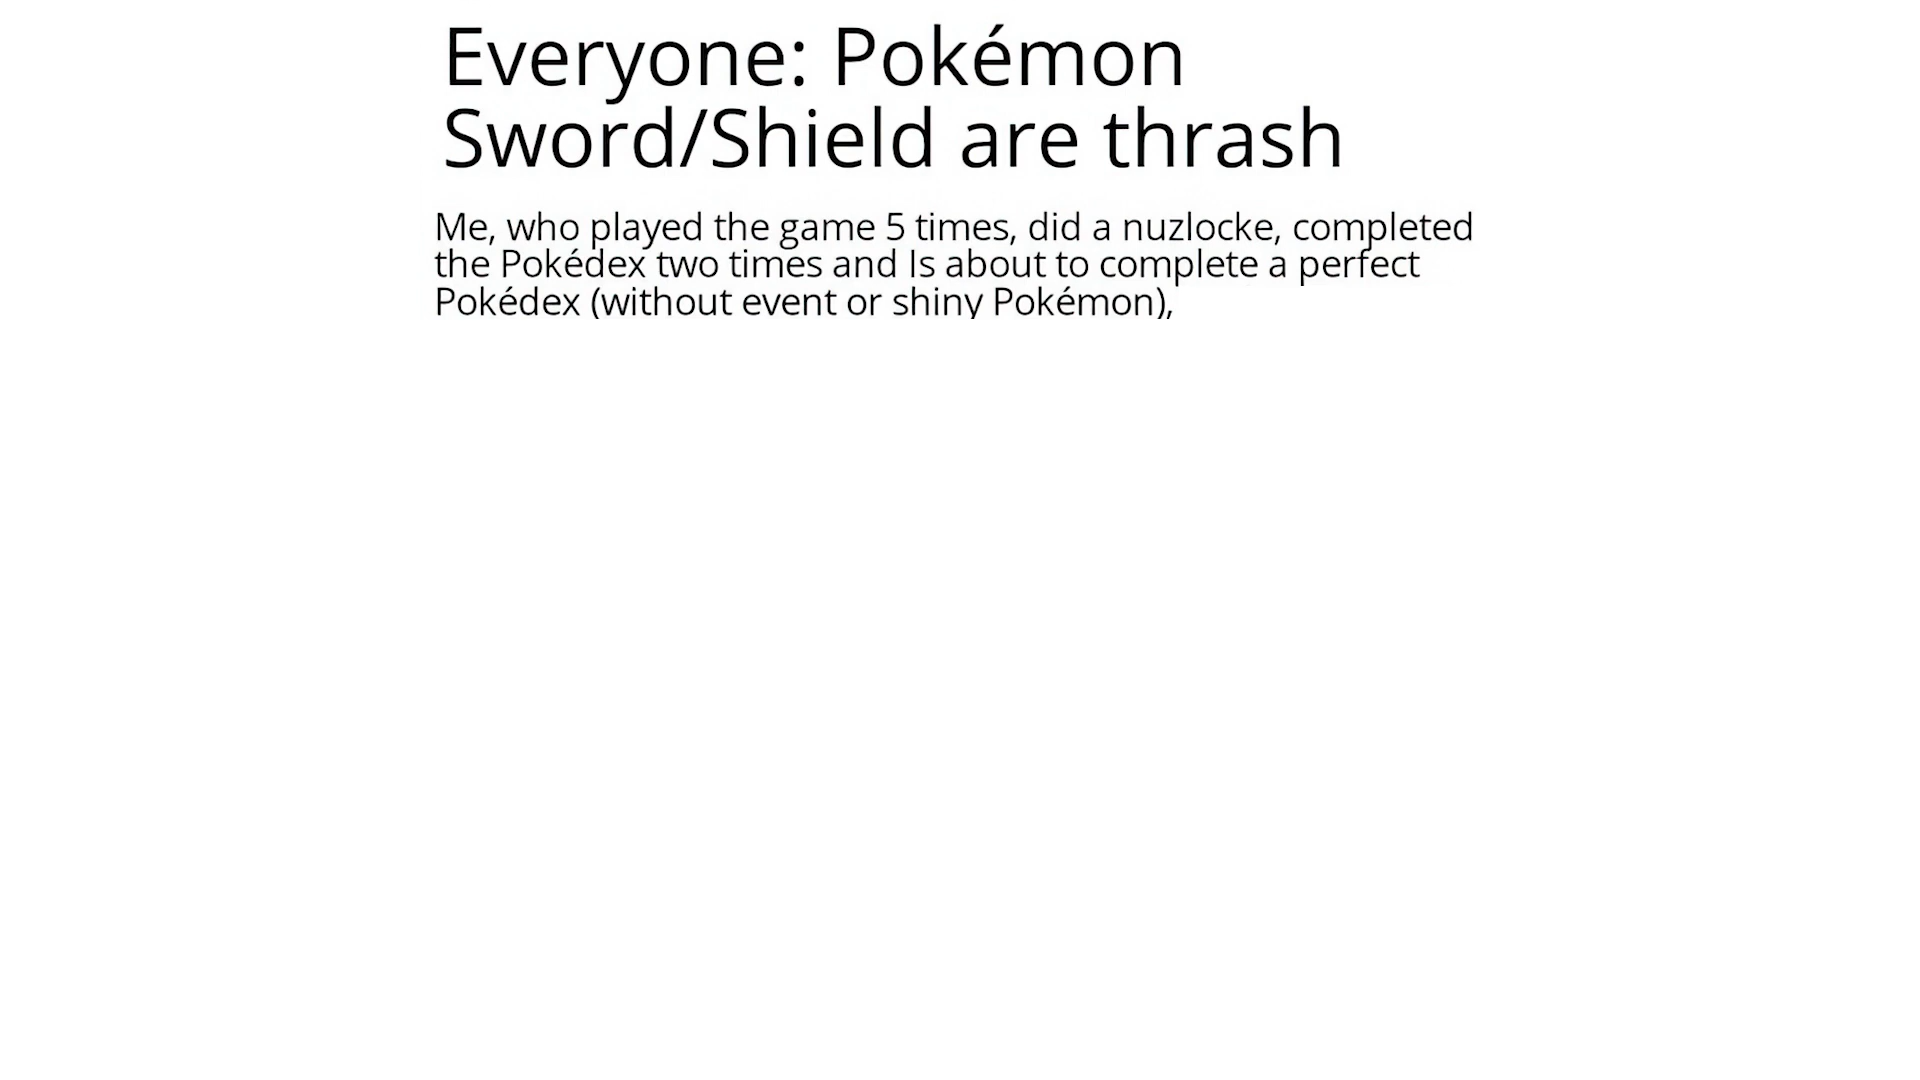 Everyone: Pokémon
Sword/Shield are thrash
Me, who played the game 5 times, did a nuzlocke, completed
the Pokédex two times and Is about to complete a perfect
Pokédex (without event or shiny Pokémon),